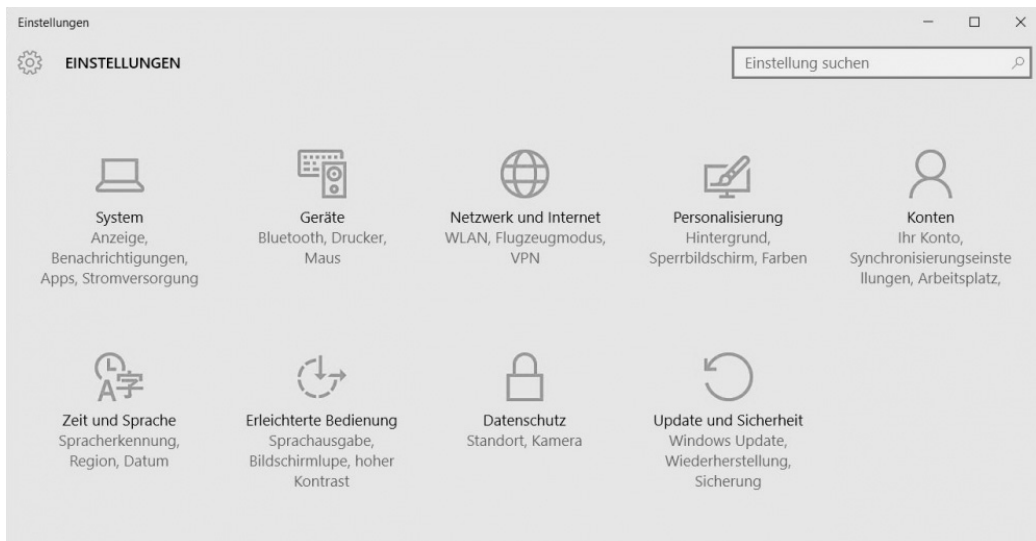 Einstellungen
EINSTELLUNGEN
Einstellung suchen
System
Anzeige,
Benachrichtigungen,
Apps, Stromversorgung
Geräte
Bluetooth, Drucker,
Maus
Netzwerk und Internet
WLAN, Flugzeugmodus,
VPN
Personalisierung
Hintergrund,
Sperrbildschirm, Farben
Konten
Ihr Konto,
Synchronisierungseinste
llungen, Arbeitsplatz,
Zeit und Sprache
Spracherkennung,
Region, Datum
Erleichterte Bedienung
Sprachausgabe,
Bildschirmlupe, hoher
Kontrast
Datenschutz
Standort, Kamera
Update und Sicherheit
Windows Update,
Wiederherstellung,
Sicherung